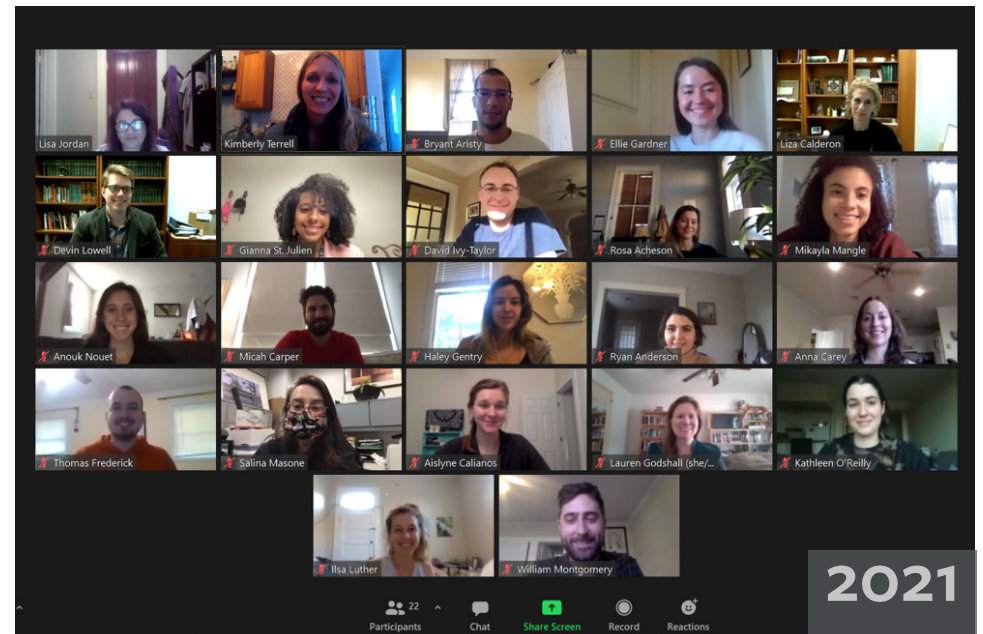 Lisa Jordan
Kimberly Terrell
Bryant Aristy
Ellie Gardner
Liza Calderon
Devin Lowell
Gianna St. Julien
David Ivy-Taylor
Rosa Acheson
Mikayla Mangle
Anouk Nouet
Micah Carper
Haley Gentry
Ryan Anderson
Anna Carey
Thomas Frederick
Salina Masone
Aislyne Calianos
Lauren Godshall (she/...
Kathleen O'Reilly
Ilsa Luther
William Montgomery
2021
22
Participants
Chat
Share Screen
Record
Reactions